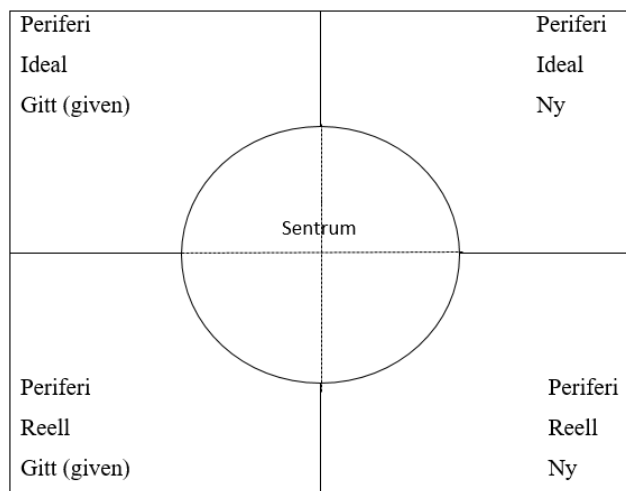 Periferi
Ideal
Gitt (given)
Periferi
Ideal
Ny
Sentrum
Periferi
Reell
Gitt (given)
Periferi
Reell
Ny